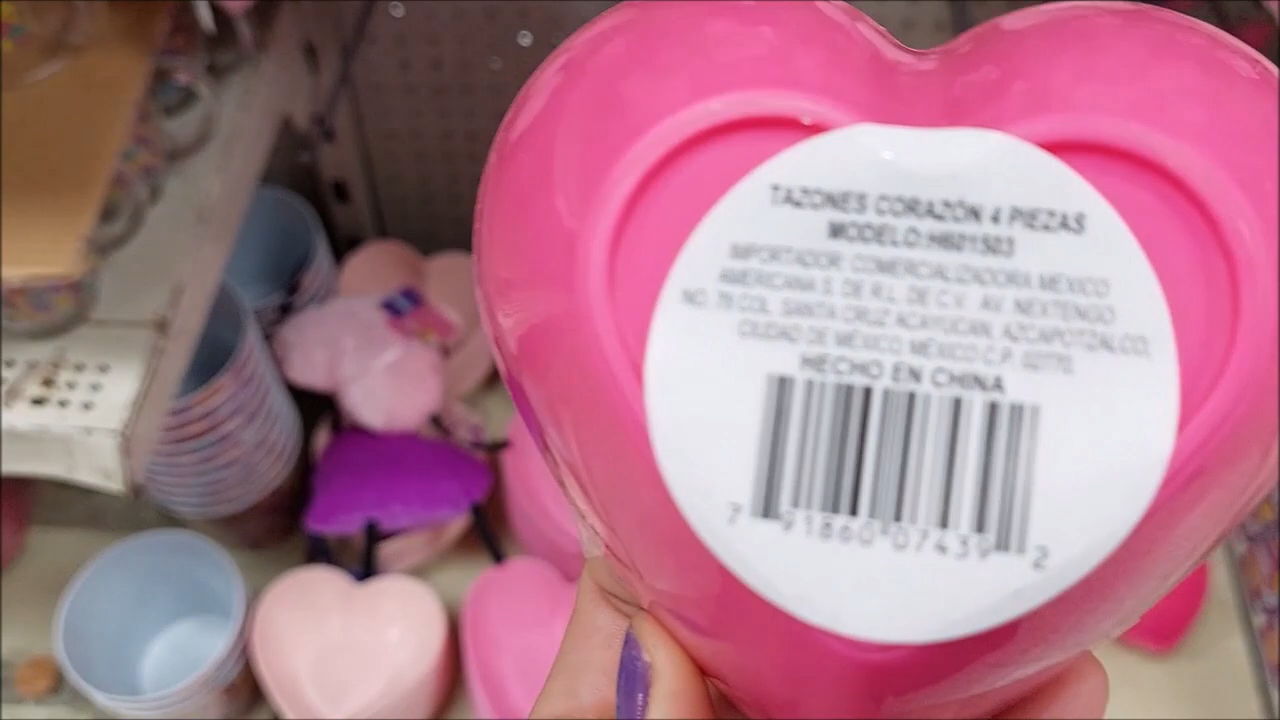 TAZONES CORAZÓN 4 PIEZAS
MODELO:H601503
IMPORTADOR: COMERCIALIZADORA MEXICO
AMERICANA S. DE R.L. DE C.V. AV. NEXTENGO
NO. 78 COL. SANTA CRUZ ACAYUCAN, AZCAPOTZALCO,
CIUDAD DE MÉXICO, MÉXICO C.P. 02770.
HECHO EN CHINA
7 91860 07439 2